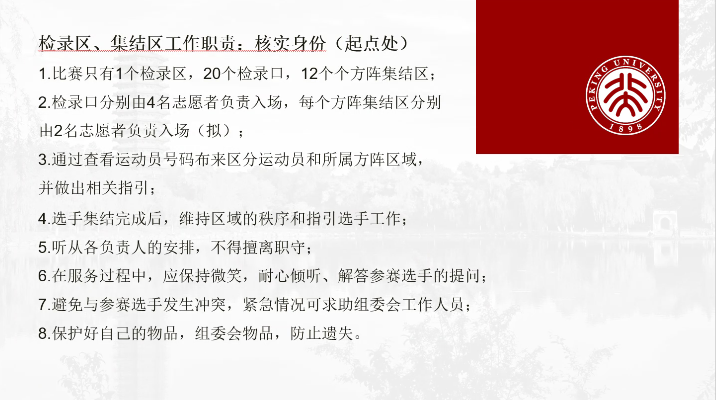 检录区、集结区工作职责：核实身份（起点处）
1.比赛只有1个检录区，20个检录口，12个个方阵集结区；
2.检录口分别由4名志愿者负责入场，每个方阵集结区分别
由2名志愿者负责入场（拟）；
3.通过查看运动员号码布来区分运动员和所属方阵区域，
并做出相关指引；
4.选手集结完成后，维持区域的秩序和指引选手工作；
5.听从各负责人的安排，不得擅离职守；
6.在服务过程中，应保持微笑，耐心倾听、解答参赛选手的提问；
7.避免与参赛选手发生冲突，紧急情况可求助组委会工作人员；
8.保护好自己的物品，组委会物品，防止遗失。
PEKING UNIVERSITY
1898